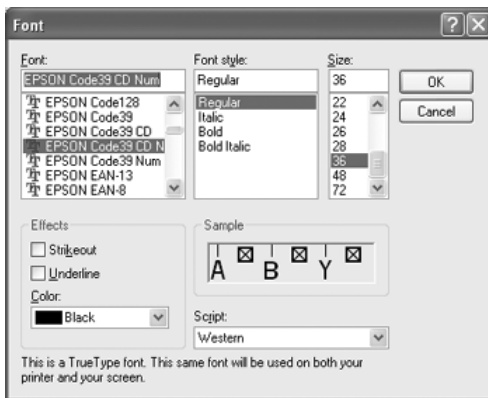 Font
Font: Font style: Size:
EPSON Code39 CD Num Regular 36 OK
EPSON Code128 Regular 22 Cancel
EPSON Code39 Italic 24
EPSON Code39 CD Bold 26
EPSON Code39 CD N Bold Italic 28
EPSON Code39 Num 36
EPSON EAN-13 48
EPSON EAN-8 72
Effects Sample
Strikeout A B Y
Underline
Color: Script:
Black Western
This is a TrueType font. This same font will be used on both your
printer and your screen.